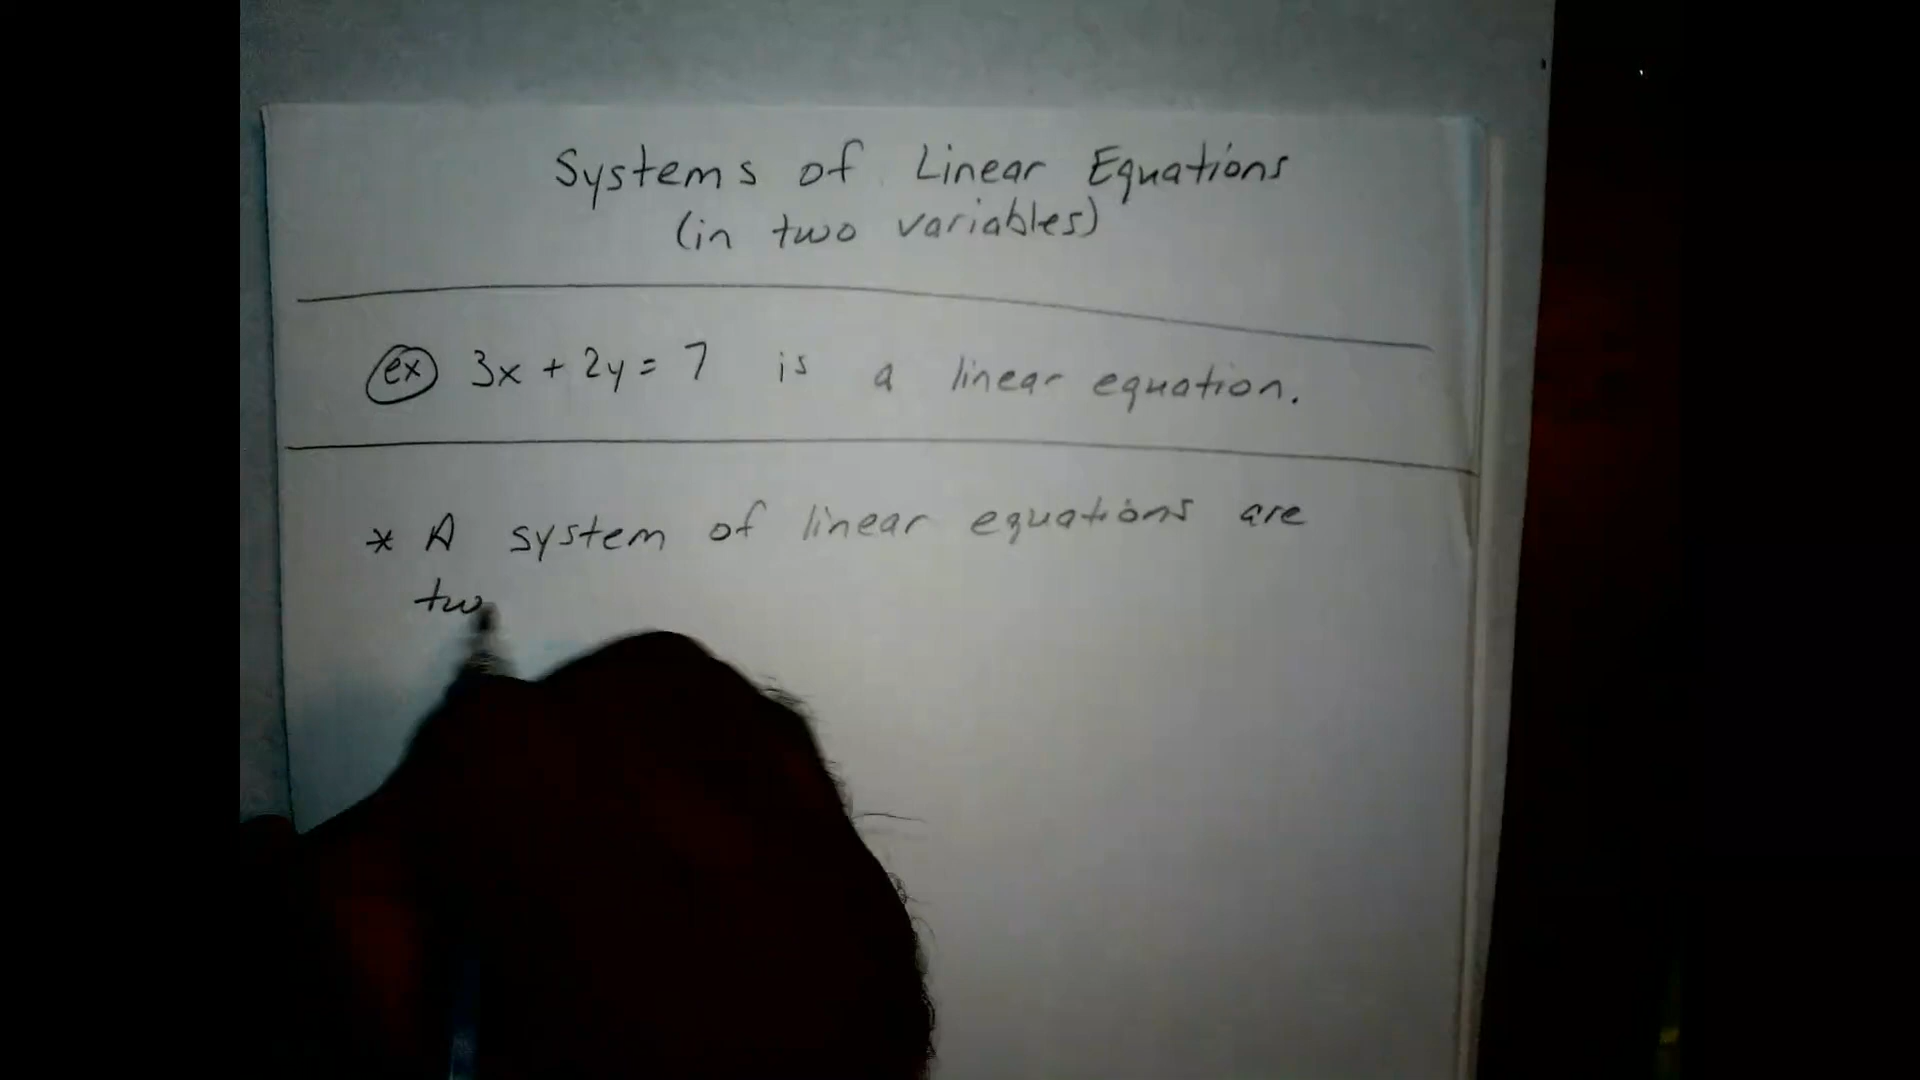 Systems of Linear Equations
(in two variables)
ex 3x + 2y = 7 is a linear equation.
* A system of linear equations are
tw